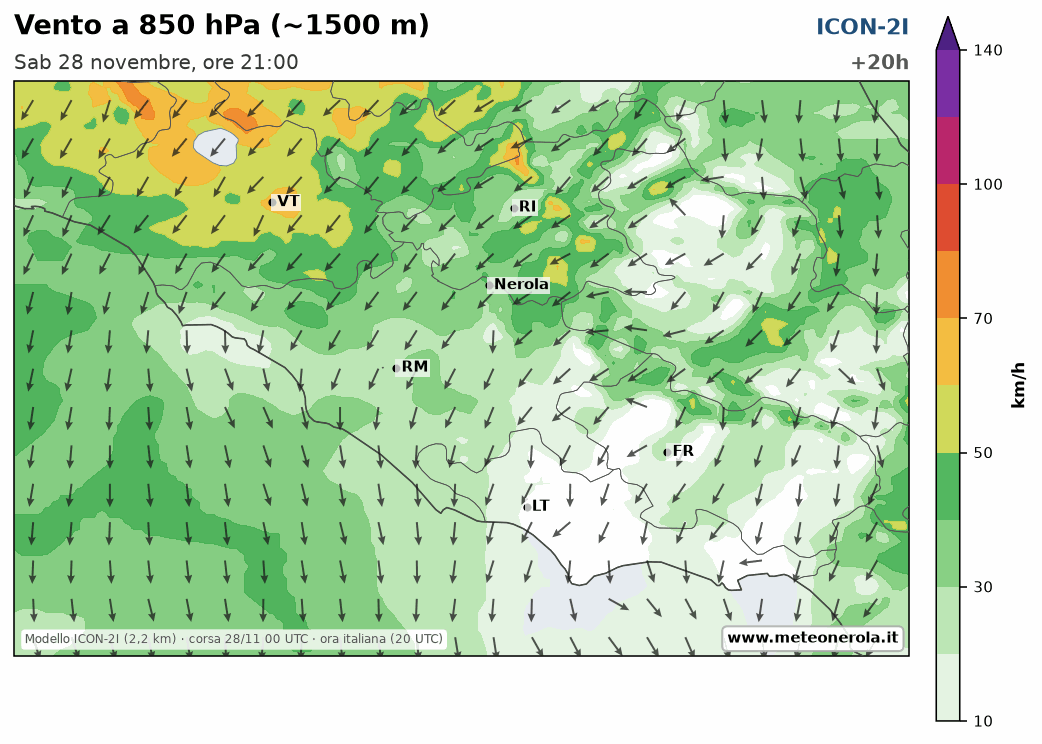 Vento a 850 hPa (~1500 m)
ICON-2I
Sab 28 novembre, ore 21:00
+20h
VT
RI
Nerola
RM
FR
LT
Modello ICON-2I (2,2 km) · corsa 28/11 00 UTC · ora italiana (20 UTC)
www.meteonerola.it
140
100
70
50
30
10
km/h